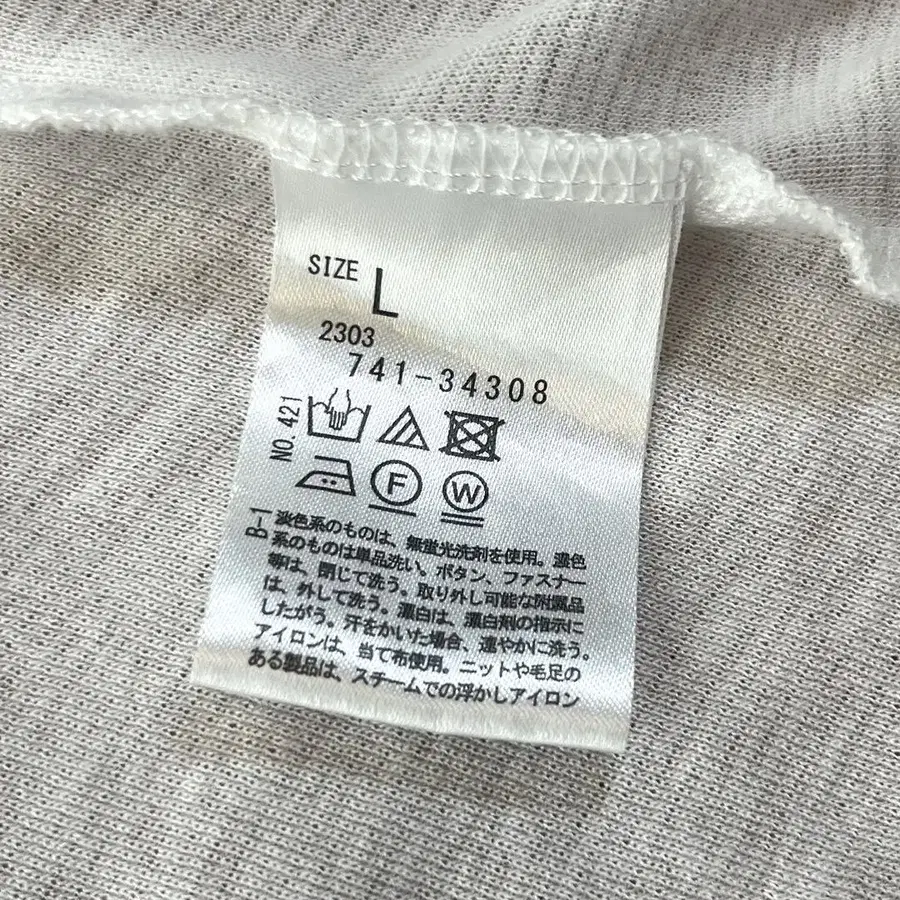 SIZE L
2303
741-34308
NO. 421
F W
B-1
淡色系のものは、無蛍光洗剤を使用。濃色
系のものは単品洗い。ボタン、ファスナー
等は、閉じて洗う。取り外し可能な附属品
は、外して洗う。漂白は、漂白剤の指示に
したがう。汗をかいた場合、速やかに洗う。
アイロンは、当て布使用。ニットや毛足の
ある製品は、スチームでの浮かしアイロン